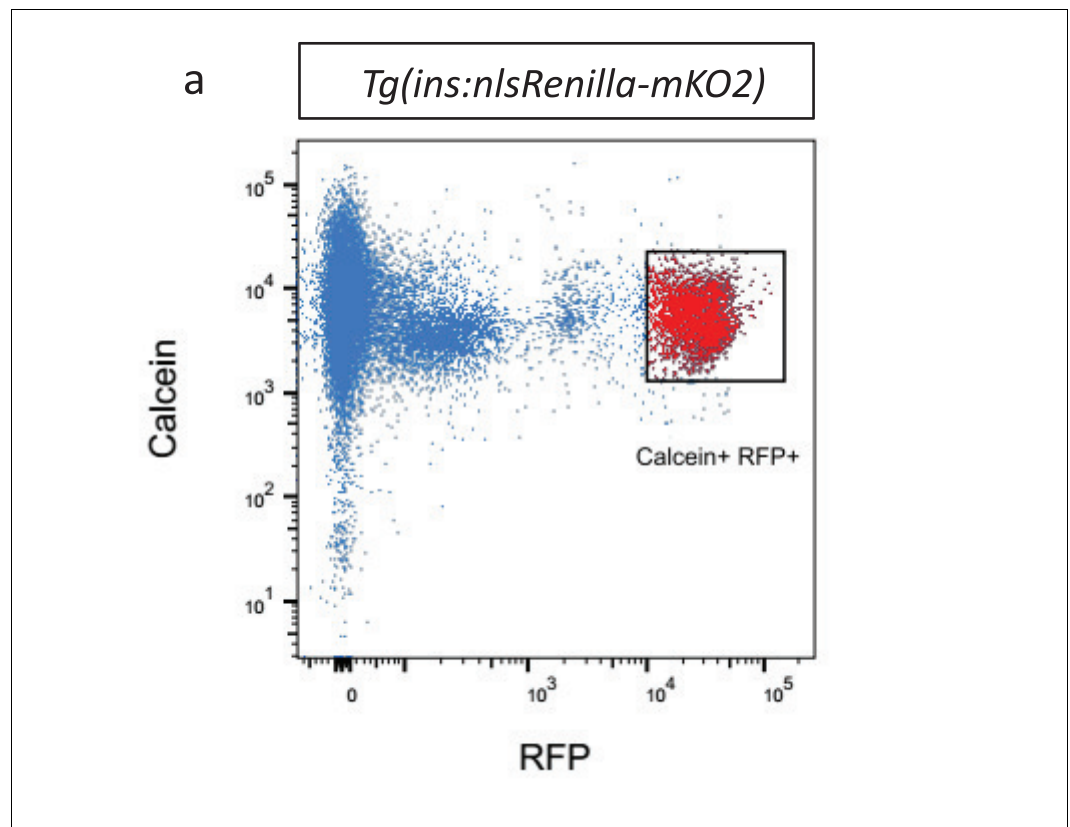 a
Tg(ins:nlsRenilla-mKO2)
10^5
10^4
10^3
10^2
10^1
Calcein
Calcein+ RFP+
0 10^3 10^4 10^5
RFP